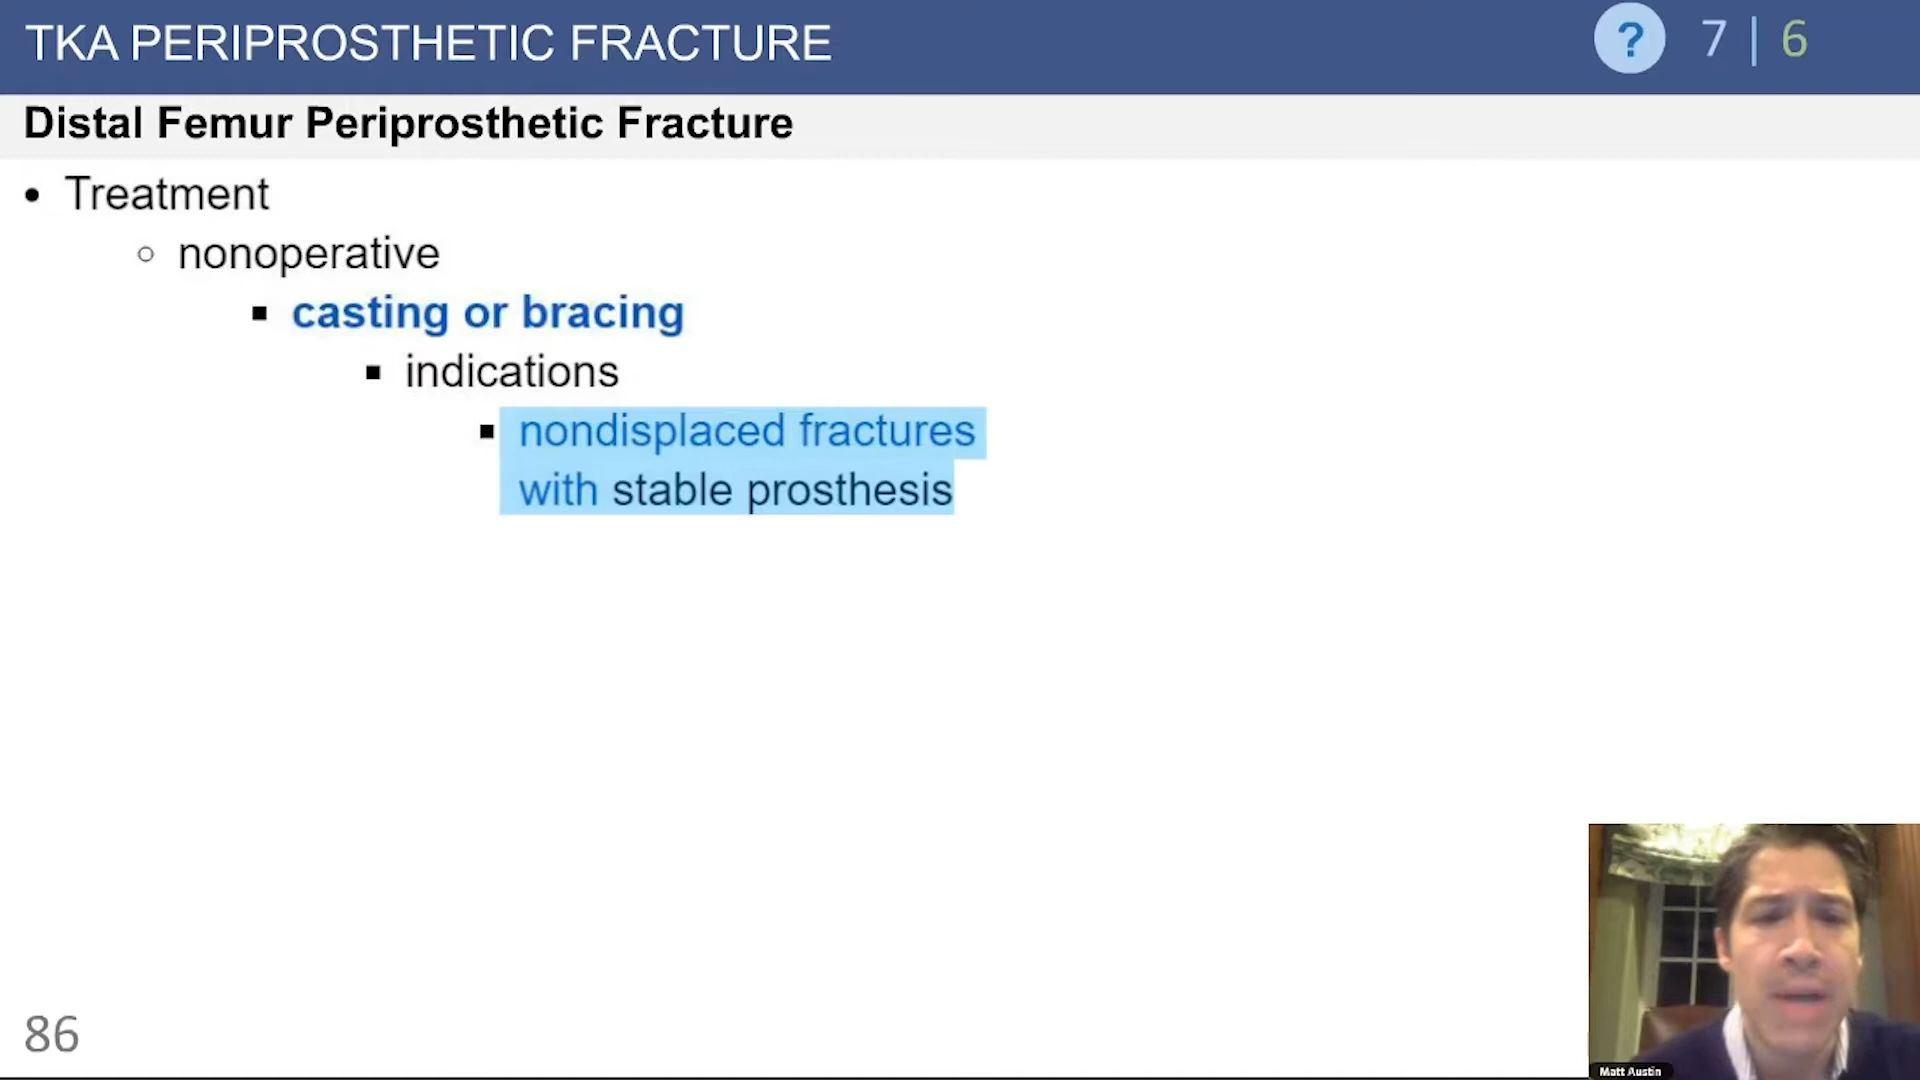 TKA PERIPROSTHETIC FRACTURE
? 7 | 6
Distal Femur Periprosthetic Fracture
• Treatment
○ nonoperative
▪ casting or bracing
▪ indications
▪ nondisplaced fractures
with stable prosthesis
86
Matt Austin